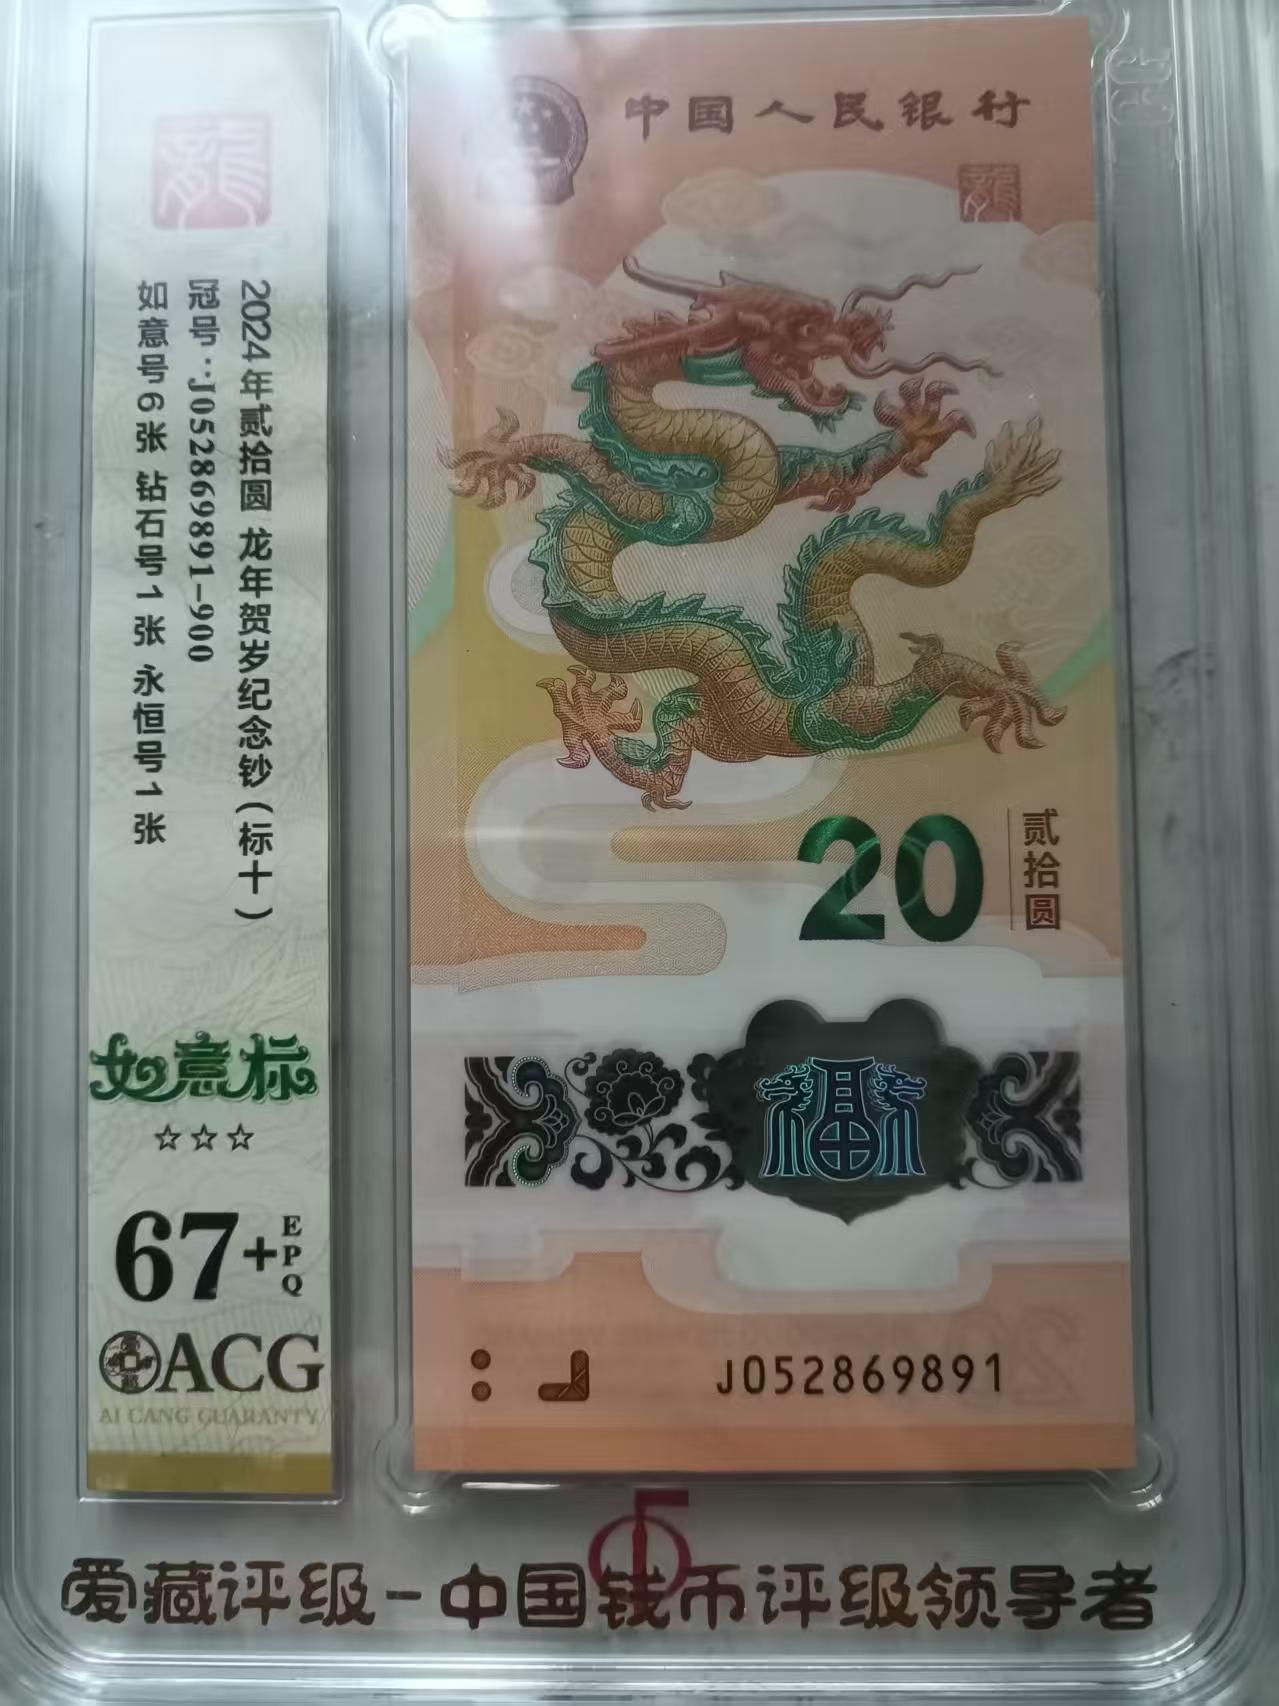 龍
2024年贰拾圆 龙年贺岁纪念钞(标十)
冠号:J052869891-900
如意号6张 钻石号1张 永恒号1张
如意标
☆☆☆
67+EPQ
ACG
AI CANG GUARANTY
中国人民银行
龍
20
贰拾圆
福
J052869891
爱藏评级-中国钱币评级领导者